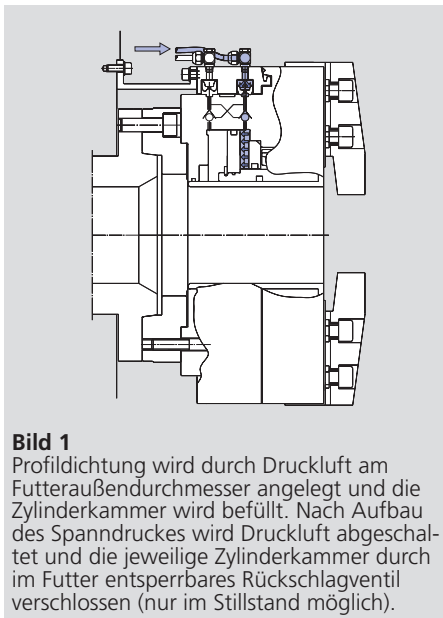 Bild 1
Profildichtung wird durch Druckluft am
Futteraußendurchmesser angelegt und die
Zylinderkammer wird befüllt. Nach Aufbau
des Spanndruckes wird Druckluft abgeschal-
tet und die jeweilige Zylinderkammer durch
im Futter entsperrbares Rückschlagventil
verschlossen (nur im Stillstand möglich).